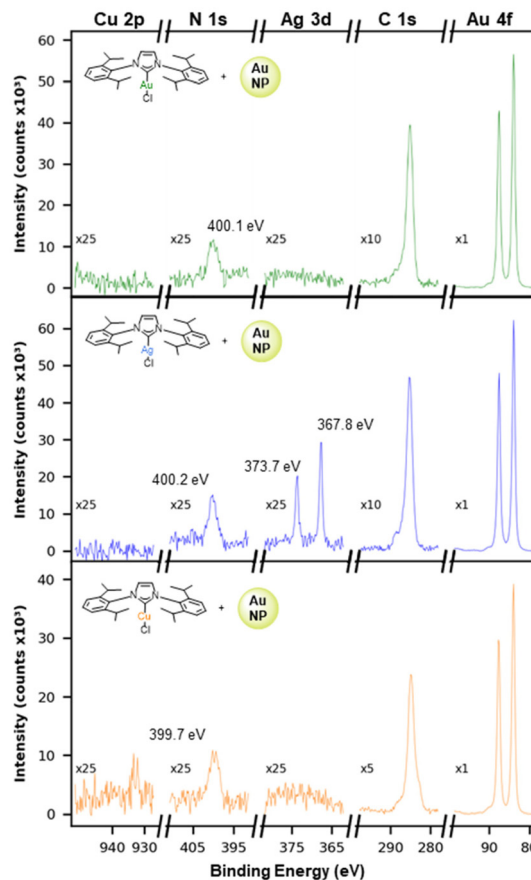 Cu 2p N 1s Ag 3d C 1s Au 4f
Intensity (counts x10³)
60
50
40
30
20
10
0
N N
Au
Cl
+
Au
NP
400.1 eV
x25 x25 x25 x10 x1
Intensity (counts x10³)
60
50
40
30
20
10
0
N N
Ag
Cl
+
Au
NP
367.8 eV
373.7 eV
400.2 eV
x25 x25 x25 x10 x1
Intensity (counts x10³)
40
30
20
10
0
N N
Cu
Cl
+
Au
NP
399.7 eV
x25 x25 x25 x5 x1
940 930 405 395 375 365 290 280 90 80
Binding Energy (eV)